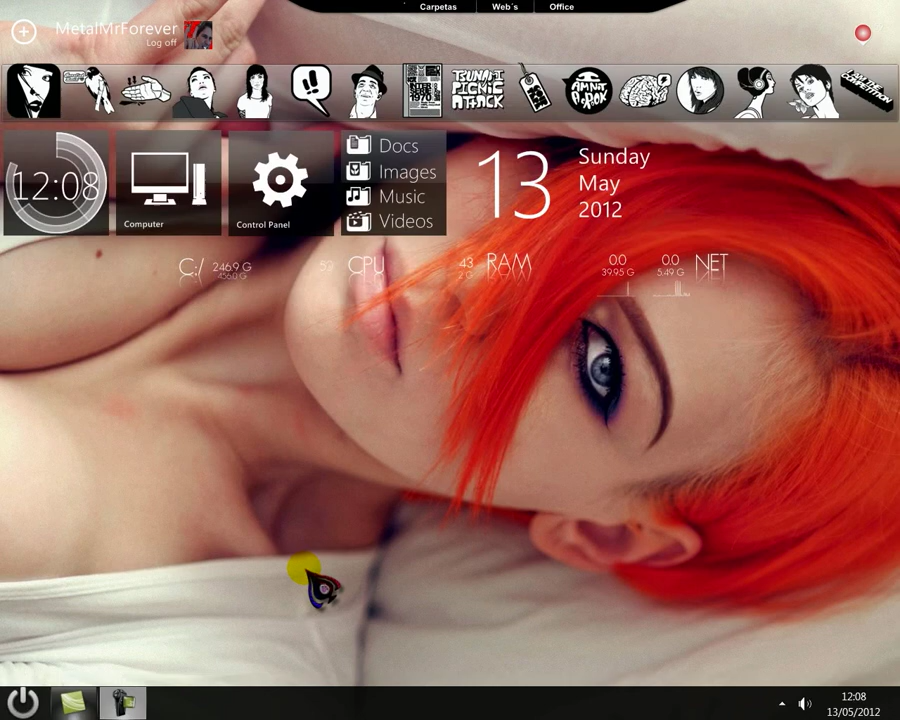 Carpetas Web´s Office
MetalMrForever
Log off
!!
TSUNAMI
PICNIC
ATTACK
12:08
Computer
Control Panel
Docs
Images
Music
Videos
13
Sunday
May
2012
C:/ 246.9 G
CPU
43
RAM
0.0
39.95 G
0.0
5.49 G
NET
12:08
13/05/2012